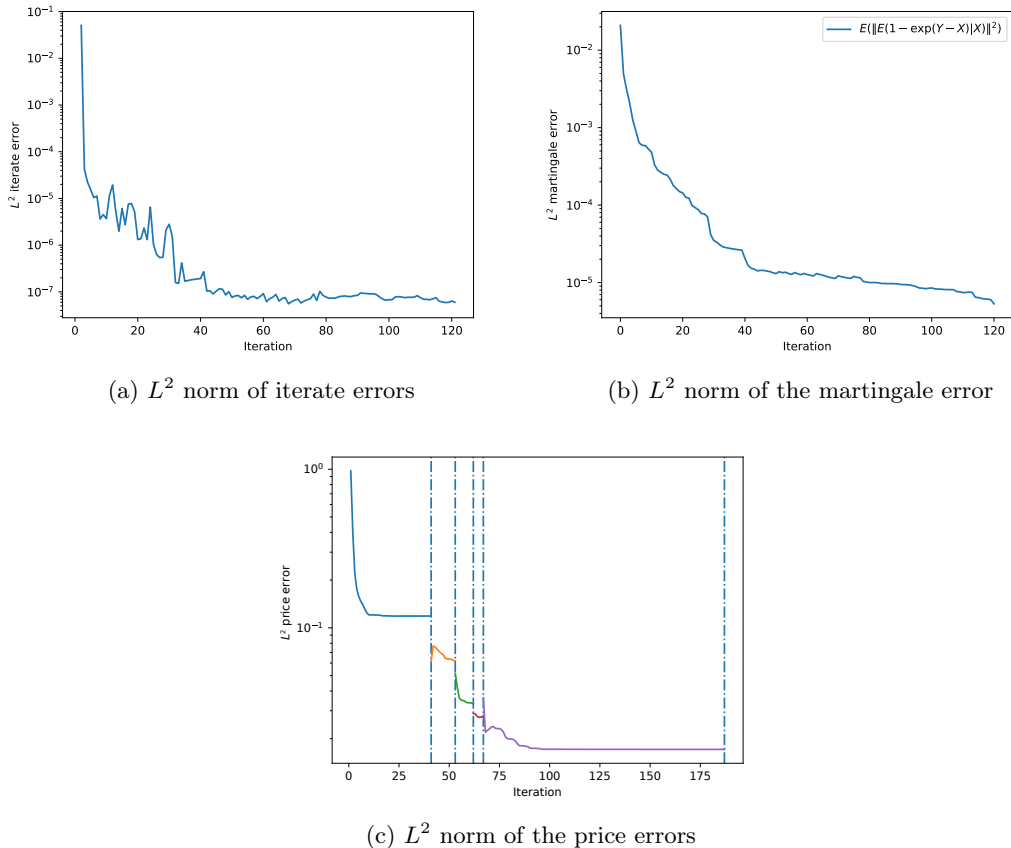 10^{-1}
10^{-2}
10^{-3}
10^{-4}
10^{-5}
10^{-6}
10^{-7}
L^2 iterate error
0 20 40 60 80 100 120
Iteration
(a) L^2 norm of iterate errors
E(‖E(1 − exp(Y − X)|X)‖^2)
10^{-2}
10^{-3}
10^{-4}
10^{-5}
L^2 martingale error
0 20 40 60 80 100 120
Iteration
(b) L^2 norm of the martingale error
10^0
10^{-1}
L^2 price error
0 25 50 75 100 125 150 175
Iteration
(c) L^2 norm of the price errors